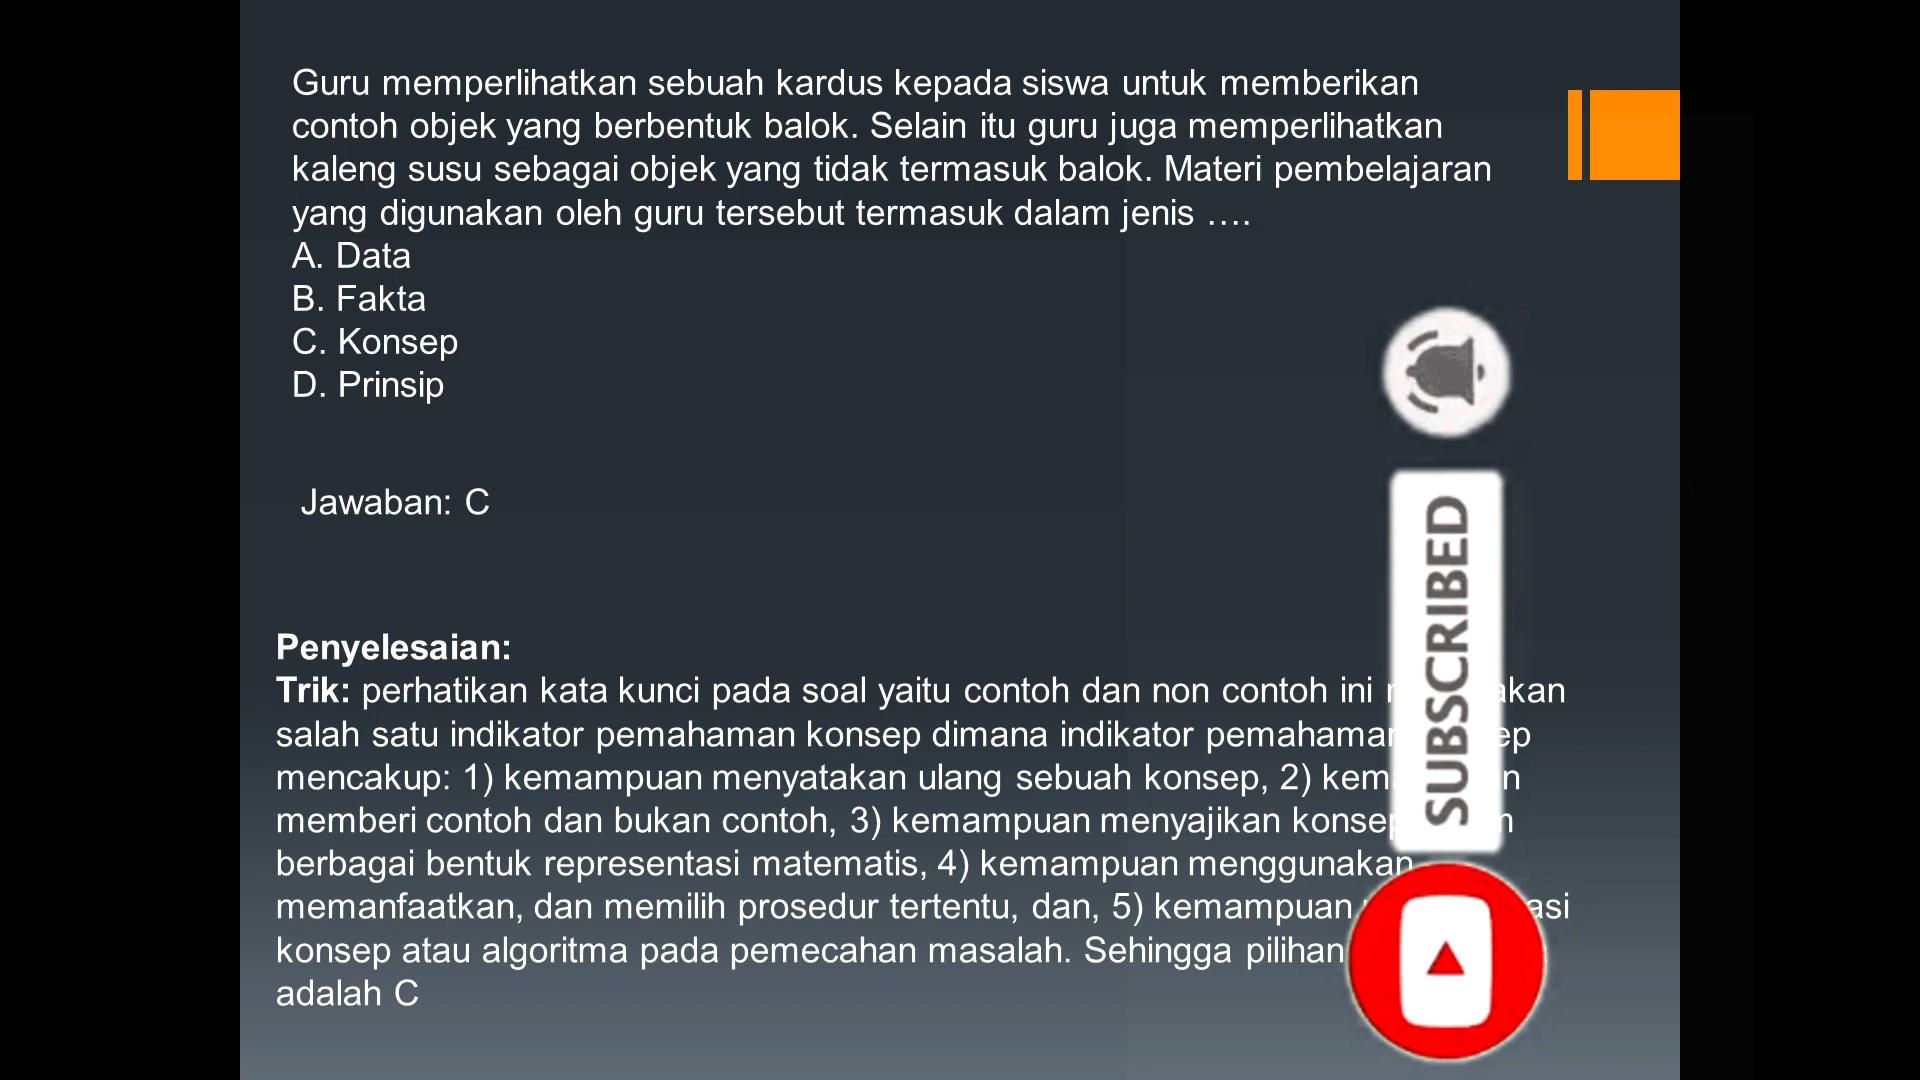 Guru memperlihatkan sebuah kardus kepada siswa untuk memberikan
contoh objek yang berbentuk balok. Selain itu guru juga memperlihatkan
kaleng susu sebagai objek yang tidak termasuk balok. Materi pembelajaran
yang digunakan oleh guru tersebut termasuk dalam jenis ….
A. Data
B. Fakta
C. Konsep
D. Prinsip
Jawaban: C
Penyelesaian:
Trik: perhatikan kata kunci pada soal yaitu contoh dan non contoh ini
salah satu indikator pemahaman konsep dimana indikator
mencakup: 1) kemampuan menyatakan ulang sebuah konsep, 2)
memberi contoh dan bukan contoh, 3) kemampuan menyajikan konsep
berbagai bentuk representasi matematis, 4) kemampuan menggunakan
memanfaatkan, dan memilih prosedur tertentu, dan, 5) kemampuan
konsep atau algoritma pada pemecahan masalah. Sehingga pilihan
adalah C
SUBSCRIBED